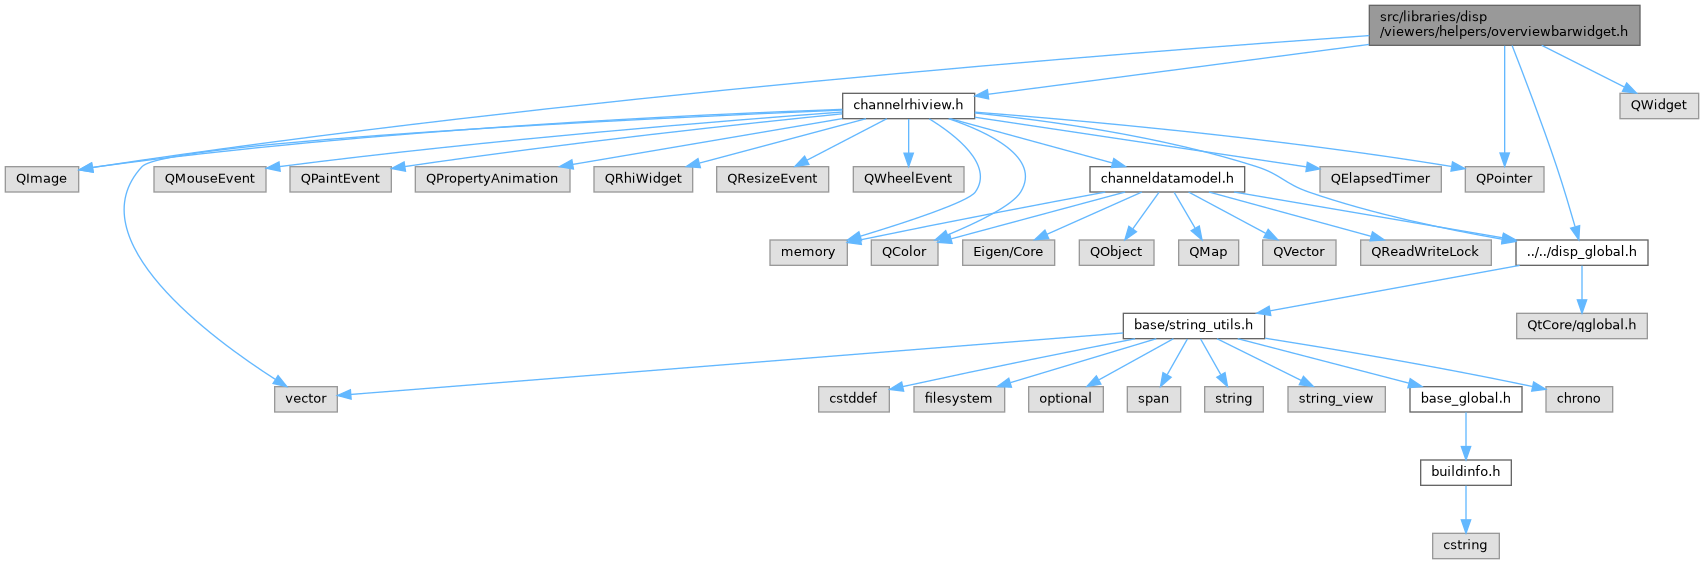 src/libraries/disp
/viewers/helpers/overviewbarwidget.h
channelrhiview.h
QWidget
QImage
QMouseEvent
QPaintEvent
QPropertyAnimation
QRhiWidget
QResizeEvent
QWheelEvent
channeldatamodel.h
QElapsedTimer
QPointer
memory
QColor
Eigen/Core
QObject
QMap
QVector
QReadWriteLock
../../disp_global.h
base/string_utils.h
QtCore/qglobal.h
vector
cstddef
filesystem
optional
span
string
string_view
base_global.h
chrono
buildinfo.h
cstring